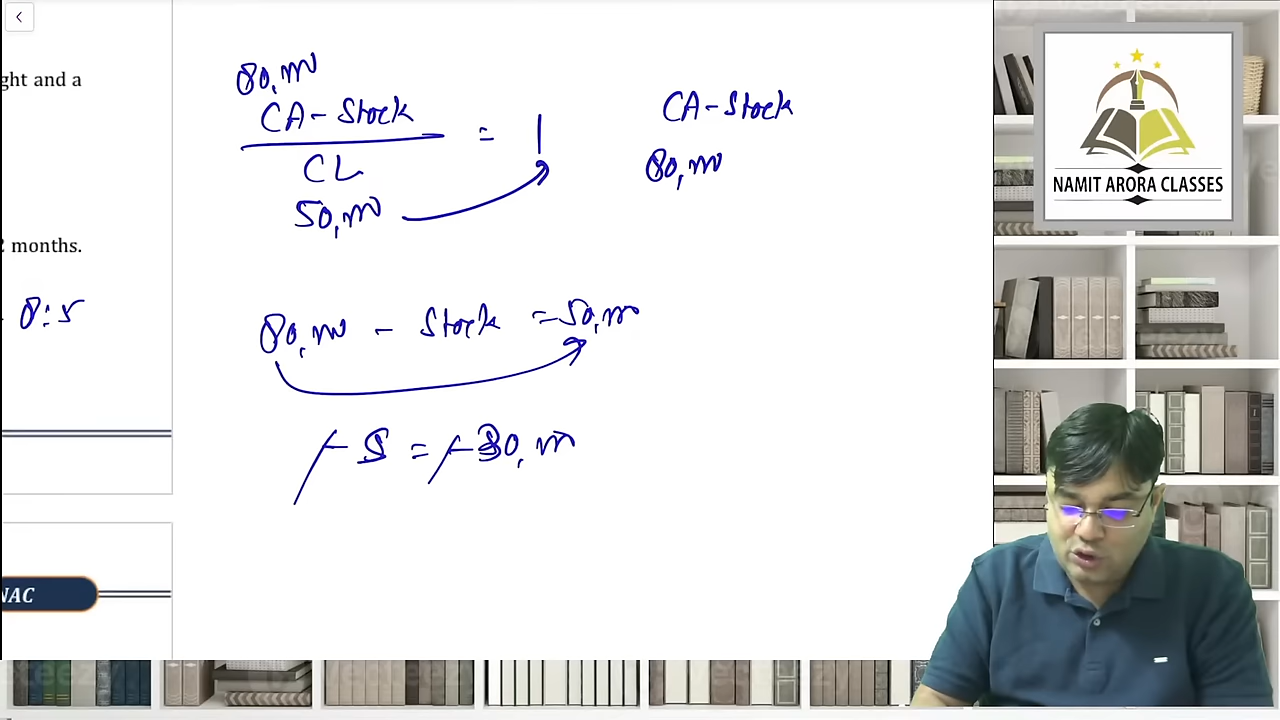 ght and a
80,m
CA - Stock
= 1
CL
50,m
CA - Stock
80,m
2 months.
8:5
80,m - Stock = 50,m
- S = - 30,m
NAC
NAMIT ARORA CLASSES